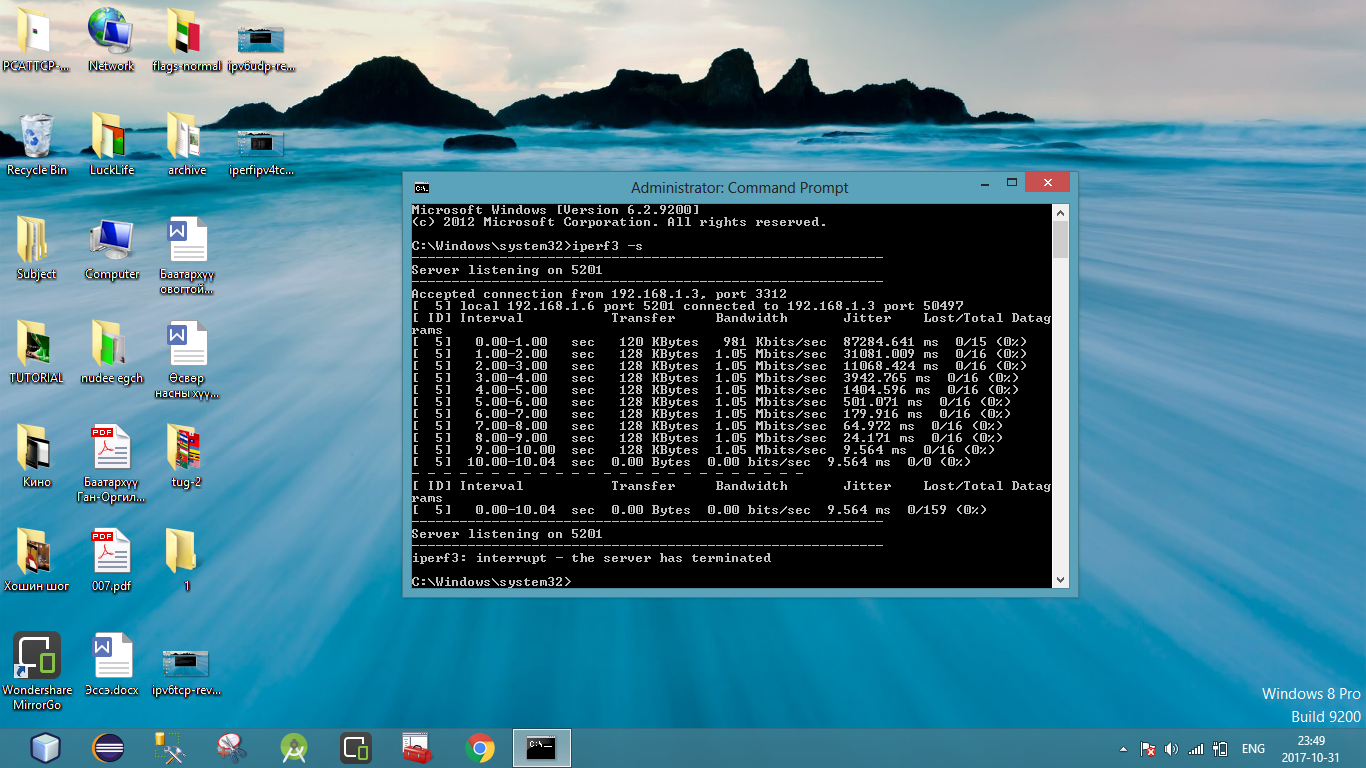 PCATTCP-...
Network
flags-normal
ipv6udp-re...
Recycle Bin
LuckLife
archive
iperfipv4tc...
Subject
Computer
Баатархүү
овогтой...
TUTORIAL
nudee egch
Өсвөр
насны хүү...
Кино
Баатархүү
Ган-Оргил...
tug-2
Хошин шог
007.pdf
1
Wondershare
MirrorGo
Эссэ.docx
ipv6tcp-rev...
Administrator: Command Prompt
Microsoft Windows [Version 6.2.9200]
(c) 2012 Microsoft Corporation. All rights reserved.
C:\Windows\system32>iperf3 -s
-----------------------------------------------------------
Server listening on 5201
-----------------------------------------------------------
Accepted connection from 192.168.1.3, port 3312
[  5] local 192.168.1.6 port 5201 connected to 192.168.1.3 port 50497
[ ID] Interval           Transfer     Bandwidth       Jitter    Lost/Total Datag
rams
[  5]   0.00-1.00   sec   120 KBytes   981 Kbits/sec  87284.641 ms  0/15 (0%)
[  5]   1.00-2.00   sec   128 KBytes  1.05 Mbits/sec  31081.009 ms  0/16 (0%)
[  5]   2.00-3.00   sec   128 KBytes  1.05 Mbits/sec  11068.424 ms  0/16 (0%)
[  5]   3.00-4.00   sec   128 KBytes  1.05 Mbits/sec  3942.765 ms  0/16 (0%)
[  5]   4.00-5.00   sec   128 KBytes  1.05 Mbits/sec  1404.596 ms  0/16 (0%)
[  5]   5.00-6.00   sec   128 KBytes  1.05 Mbits/sec  501.071 ms  0/16 (0%)
[  5]   6.00-7.00   sec   128 KBytes  1.05 Mbits/sec  179.916 ms  0/16 (0%)
[  5]   7.00-8.00   sec   128 KBytes  1.05 Mbits/sec  64.972 ms  0/16 (0%)
[  5]   8.00-9.00   sec   128 KBytes  1.05 Mbits/sec  24.171 ms  0/16 (0%)
[  5]   9.00-10.00  sec   128 KBytes  1.05 Mbits/sec  9.564 ms  0/16 (0%)
[  5]  10.00-10.04  sec  0.00 Bytes  0.00 bits/sec  9.564 ms  0/0 (0%)
- - - - - - - - - - - - - - - - - - - - - - - - -
[ ID] Interval           Transfer     Bandwidth       Jitter    Lost/Total Datag
rams
[  5]   0.00-10.04  sec  0.00 Bytes  0.00 bits/sec  9.564 ms  0/159 (0%)
-----------------------------------------------------------
Server listening on 5201
-----------------------------------------------------------
iperf3: interrupt - the server has terminated
C:\Windows\system32>
Windows 8 Pro
Build 9200
ENG
23:49
2017-10-31